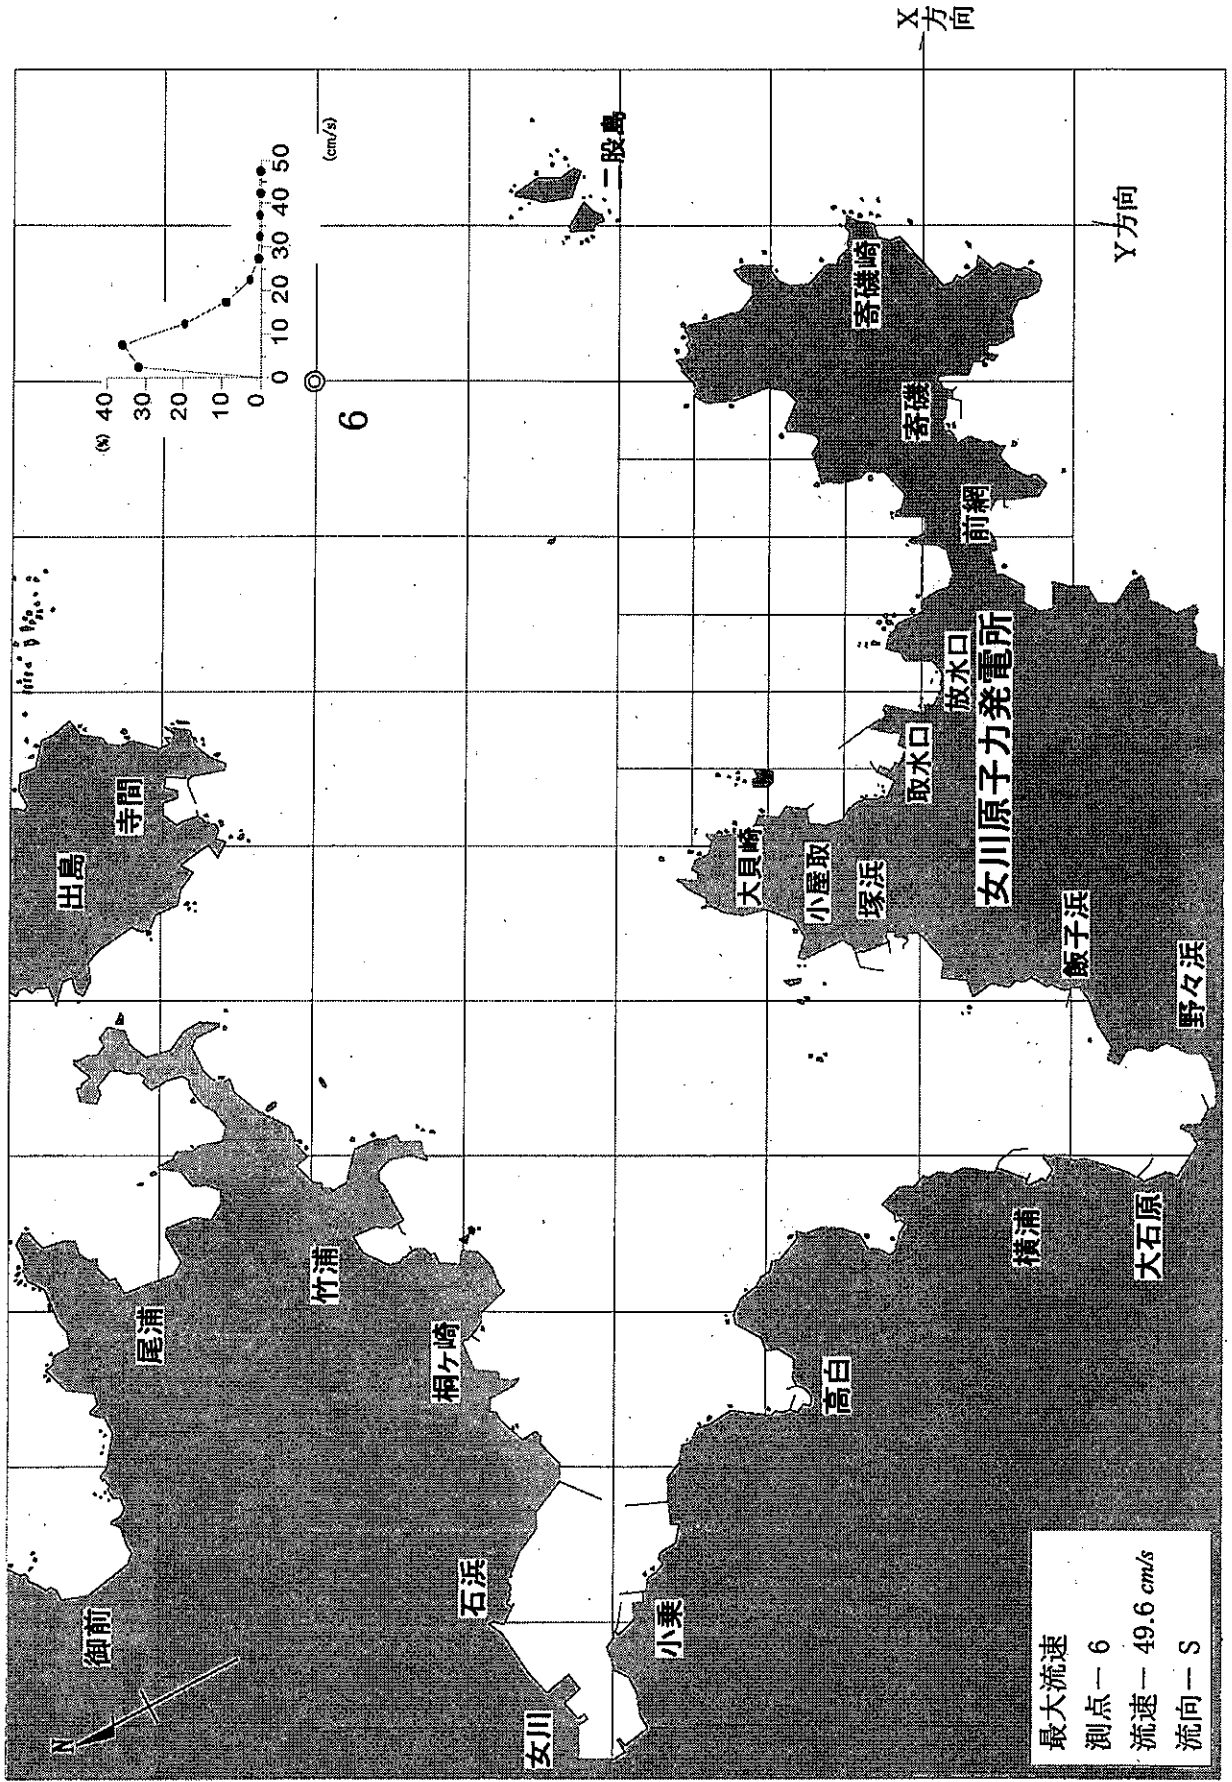 N
御前
尾浦
出島
寺間
竹浦
桐ヶ崎
石浜
女川
小乗
高白
横浦
大石原
野々浜
飯子浜
塚浜
小屋取
大貝崎
取水口
放水口
女川原子力発電所
前網
寄磯
寄磯崎
二股島
6
(%)
40
30
20
10
0
0 10 20 30 40 50
(cm/s)
X方向
Y方向
最大流速
測点－6
流速－49.6 cm/s
流向－S